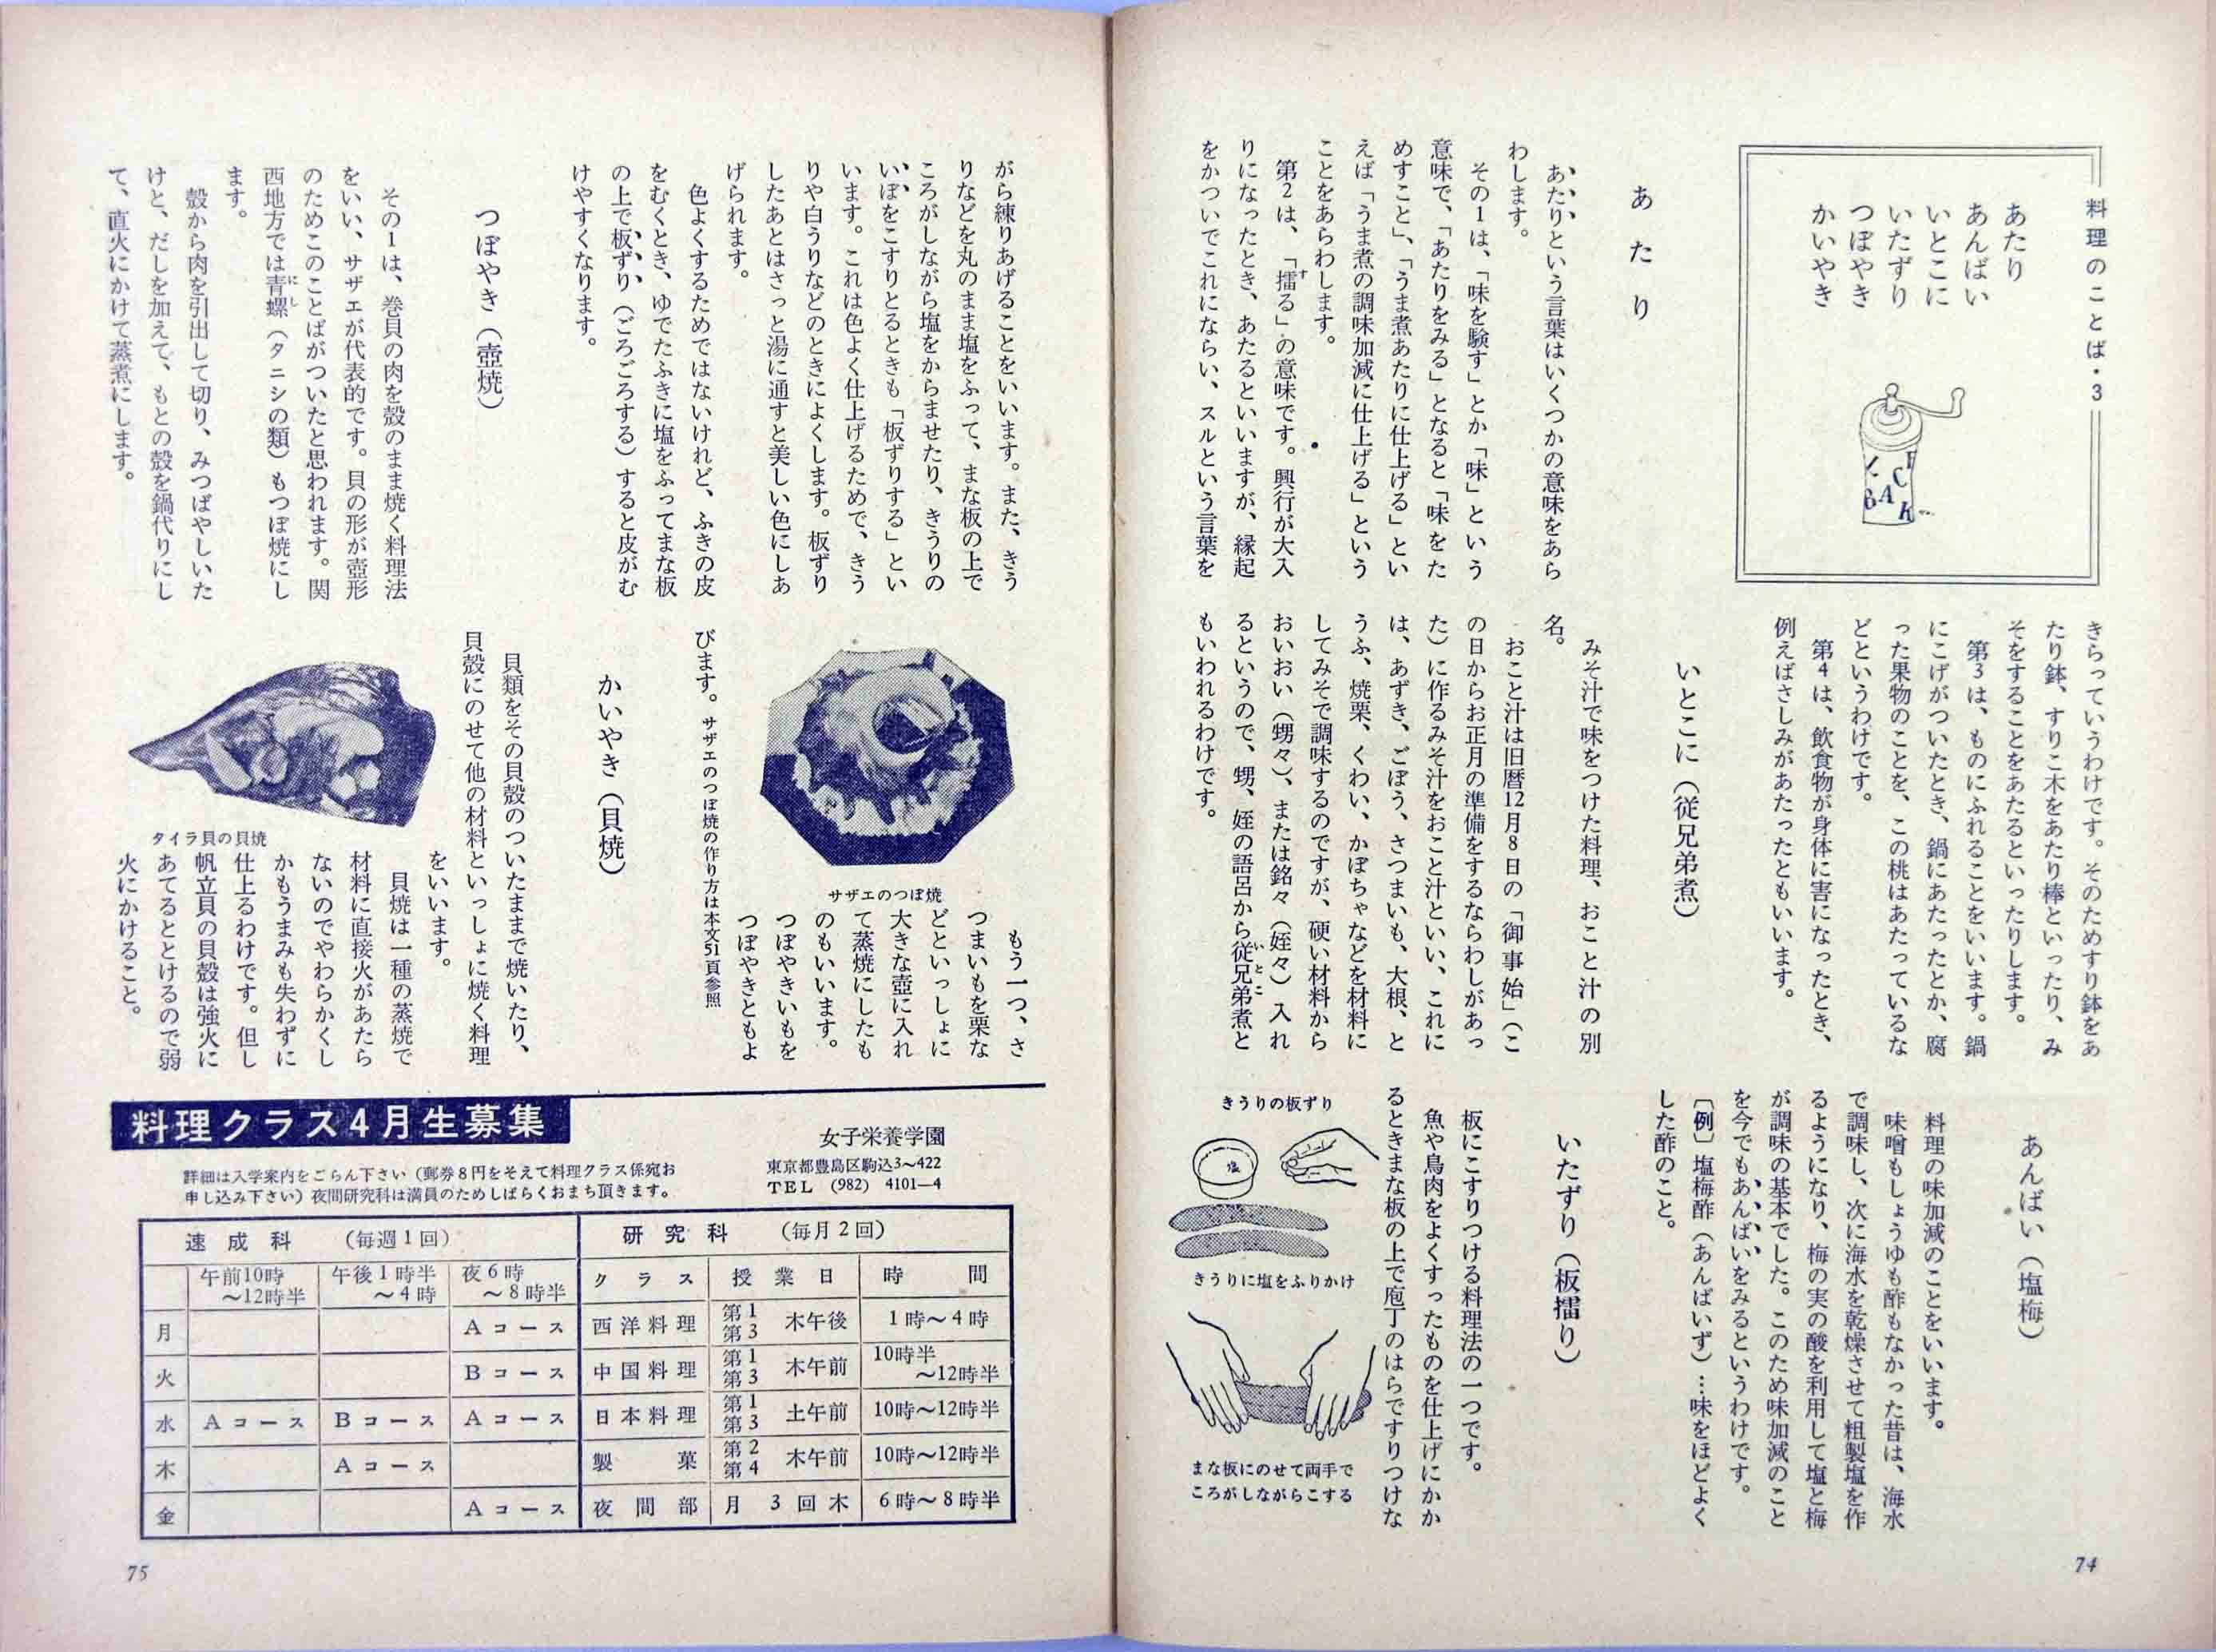 料理のことば・3
あたり
あんばい
いとこに
いたずり
つぼやき
かいやき
BLACK
あたり
あたりという言葉はいくつかの意味をあら
わします。
その1は、「味を験す」とか「味」という
意味で、「あたりをみる」となると「味をた
めすこと」、「うま煮あたりに仕上げる」とい
えば「うま煮の調味加減に仕上げる」という
ことをあらわします。
第2は、「擂る」の意味です。興行が大入
りになったとき、あたるといいますが、縁起
をかついでこれにならい、スルという言葉を
きらっていうわけです。そのためすり鉢をあ
たり鉢、すりこ木をあたり棒といったり、み
そをすることをあたるといったりします。
第3は、ものにふれることをいいます。鍋
にこげがついたとき、鍋にあたったとか、腐
った果物のことを、この桃はあたっているな
どというわけです。
第4は、飲食物が身体に害になったとき、
例えばさしみがあたったともいいます。
いとこに（従兄弟煮）
みそ汁で味をつけた料理、おこと汁の別
名。
おこと汁は旧暦12月8日の「御事始」（こ
の日からお正月の準備をするならわしがあっ
た）に作るみそ汁をおこと汁といい、これに
は、あずき、ごぼう、さつまいも、大根、と
うふ、焼栗、くわい、かぼちゃなどを材料に
してみそで調味するのですが、硬い材料から
おいおい（甥々）、または銘々（姪々）入れ
るというので、甥、姪の語呂から従兄弟煮と
もいわれるわけです。
あんばい（塩梅）
料理の味加減のことをいいます。
味噌もしょうゆも酢もなかった昔は、海水
で調味し、次に海水を乾燥させて粗製塩を作
るようになり、梅の実の酸を利用して塩と梅
が調味の基本でした。このため味加減のこと
を今でもあんばいをみるというわけです。
〔例〕塩梅酢（あんばいず）…味をほどよく
した酢のこと。
いたずり（板擂り）
板にこすりつける料理法の一つです。
魚や鳥肉をよくすったものを仕上げにかか
るときまな板の上で庖丁のはらですりつけな
きうりの板ずり
塩
きうりに塩をふりかけ
まな板にのせて両手で
ころがしながらこする
74
がら練りあげることをいいます。また、きう
りなどを丸のまま塩をふって、まな板の上で
ころがしながら塩をからませたり、きうりの
いぼをこすりとるときも「板ずりする」とい
います。これは色よく仕上げるためで、きう
りや白うりなどのときによくします。板ずり
したあとはさっと湯に通すと美しい色にしあ
げられます。
色よくするためではないけれど、ふきの皮
をむくとき、ゆでたふきに塩をふってまな板
の上で板ずり（ごろごろする）すると皮がむ
けやすくなります。
つぼやき（壺焼）
その1は、巻貝の肉を殻のまま焼く料理法
をいい、サザエが代表的です。貝の形が壺形
のためこのことばがついたと思われます。関
西地方では青螺（タニシの類）もつぼ焼にし
ます。
殻から肉を引出して切り、みつばやしいた
けと、だしを加えて、もとの殻を鍋代りにし
て、直火にかけて蒸煮にします。
サザエのつぼ焼
もう一つ、さ
つまいもを栗な
どといっしょに
大きな壺に入れ
て蒸焼にしたも
のもいいます。
つぼやきいもを
つぼやきともよ
びます。サザエのつぼ焼の作り方は本文51頁参照
かいやき（貝焼）
貝類をその貝殻のついたままで焼いたり、
貝殻にのせて他の材料といっしょに焼く料理
をいいます。
貝焼は一種の蒸焼で
材料に直接火があたら
ないのでやわらかくし
かもうまみも失わずに
仕上るわけです。但し
帆立貝の貝殻は強火に
あてるととけるので弱
火にかけること。
タイラ貝の貝焼
料理クラス4月生募集
女子栄養学園
東京都豊島区駒込3〜422
TEL (982) 4101—4
詳細は入学案内をごらん下さい（郵券8円をそえて料理クラス係宛お
申し込み下さい）夜間研究科は満員のためしばらくおまち頂きます。
速成科 （毎週1回） 研究科 （毎月2回）
午前10時〜12時半 午後1時半〜4時 夜6時〜8時半 クラス 授業日 時間
月 Aコース 西洋料理 第1第3 木午後 1時〜4時
火 Bコース 中国料理 第1第3 木午前 10時半〜12時半
水 Aコース Bコース Aコース 日本料理 第1第3 土午前 10時〜12時半
木 Aコース 製菓 第2第4 木午前 10時〜12時半
金 Aコース 夜間部 月3回木 6時〜8時半
75